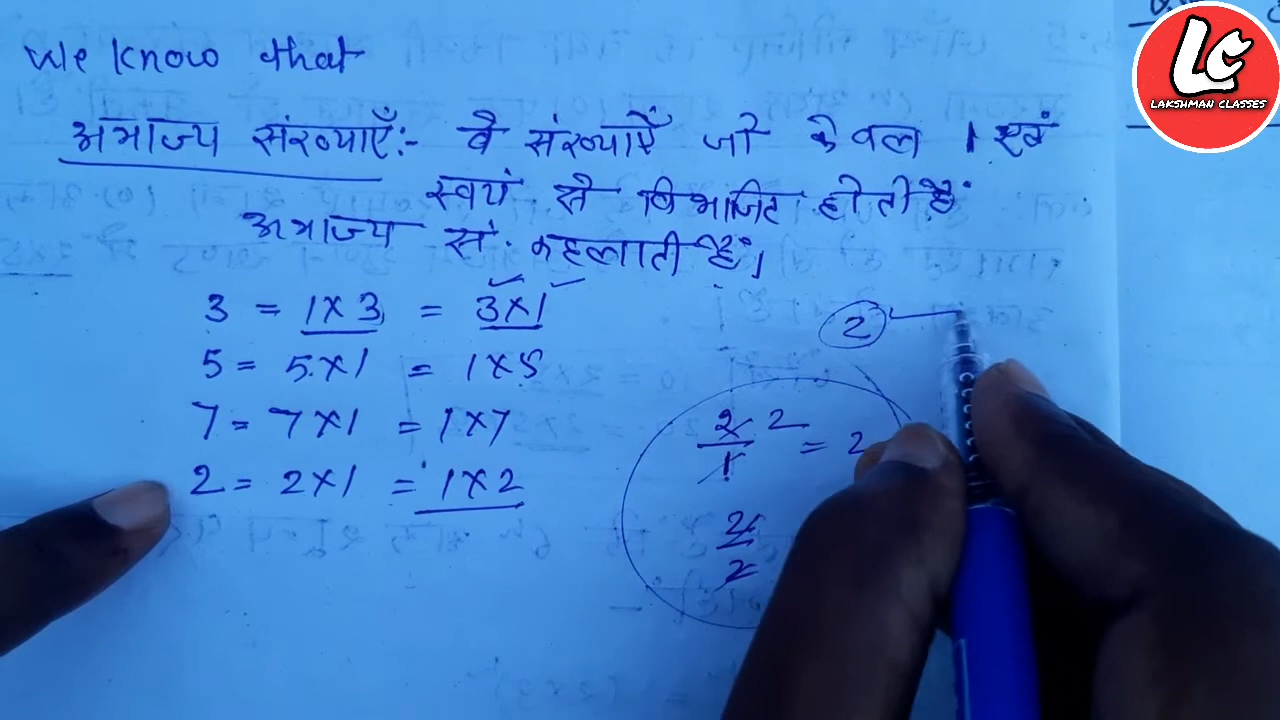 We know that
अभाज्य संख्याएँ:- वे संख्याएँ जो केवल 1 एवं
स्वयं से विभाजित होती है
अभाज्य सं. कहलाती है।
3 = 1×3 = 3×1
5 = 5×1 = 1×5
7 = 7×1 = 1×7
2 = 2×1 = 1×2
2
2 2
1 = 2
2
2
LC
LAKSHMAN CLASSES